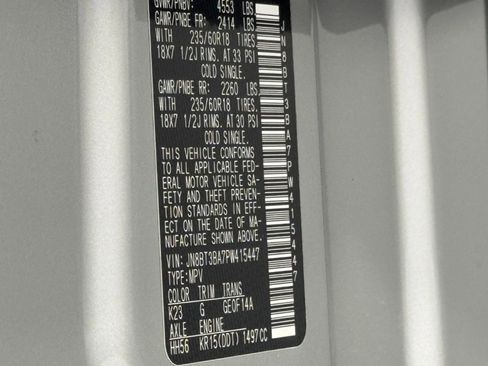 GVWR/PNBV: 4553 LBS
GAWR/PNBE FR: 2414 LBS
WITH 235/60R18 TIRES.
18X7 1/2J RIMS. AT 33 PSI
COLD SINGLE.
GAWR/PNBE RR: 2260 LBS
WITH 235/60R18 TIRES.
18X7 1/2J RIMS. AT 30 PSI
COLD SINGLE.
THIS VEHICLE CONFORMS
TO ALL APPLICABLE FED-
ERAL MOTOR VEHICLE SA-
FETY AND THEFT PREVEN-
TION STANDARDS IN EFF-
ECT ON THE DATE OF MA-
NUFACTURE SHOWN ABOVE.
VIN: JN8BT3BA7PW415447
TYPE:MPV
COLOR TRIM TRANS
K23 G GE0F14A
AXLE ENGINE
HH56 KR15(DDT) 1497CC
JN8BT3BA7PW415447